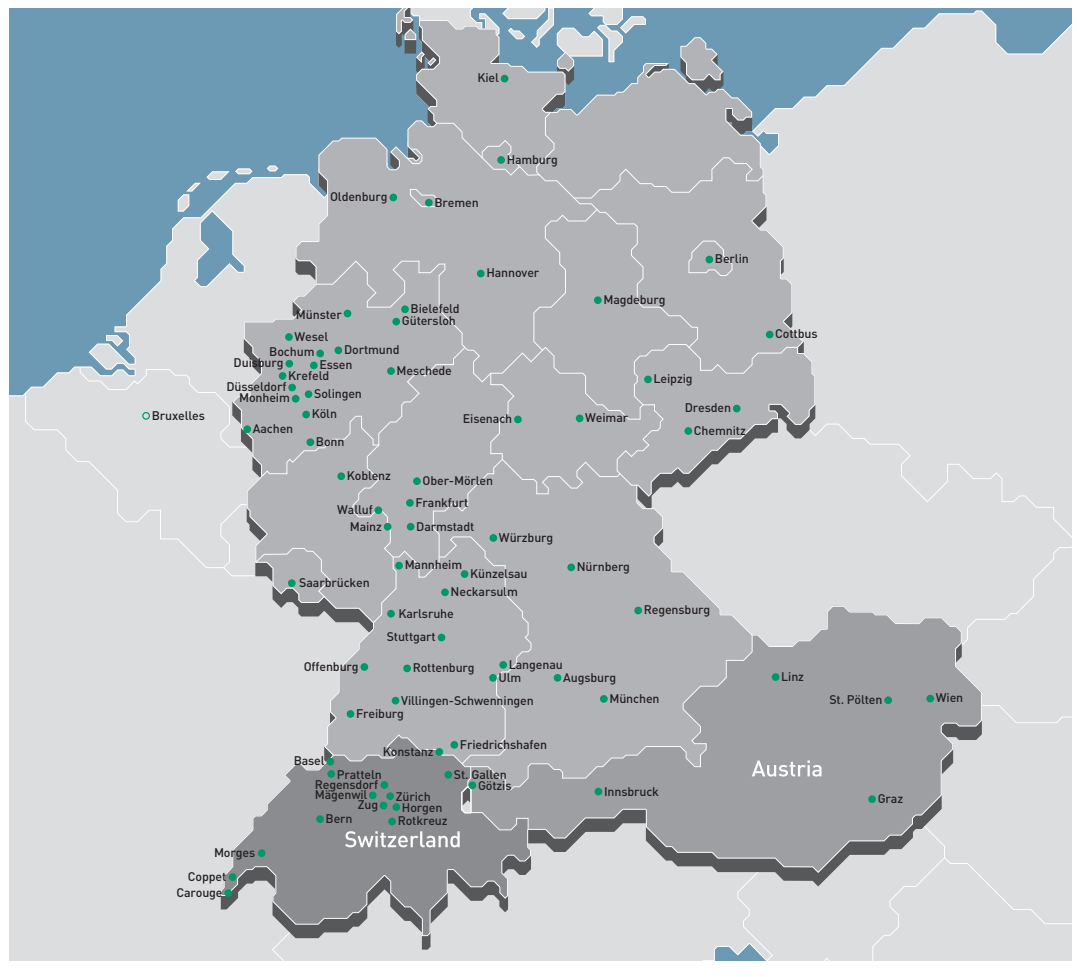 Kiel
Hamburg
Oldenburg
Bremen
Berlin
Hannover
Magdeburg
Bielefeld
Münster
Gütersloh
Cottbus
Wesel
Bochum
Dortmund
Duisburg
Essen
Meschede
Krefeld
Leipzig
Düsseldorf
Solingen
Monheim
Dresden
Köln
Bruxelles
Eisenach
Weimar
Aachen
Chemnitz
Bonn
Koblenz
Ober-Mörlen
Frankfurt
Walluf
Mainz
Darmstadt
Würzburg
Mannheim
Nürnberg
Künzelsau
Saarbrücken
Neckarsulm
Karlsruhe
Regensburg
Stuttgart
Offenburg
Rottenburg
Langenau
Ulm
Augsburg
Linz
Villingen-Schwenningen
München
St. Pölten
Wien
Freiburg
Friedrichshafen
Konstanz
Basel
Pratteln
St. Gallen
Austria
Regensdorf
Götzis
Innsbruck
Mägenwil
Zürich
Graz
Zug
Horgen
Bern
Rotkreuz
Switzerland
Morges
Coppet
Carouge